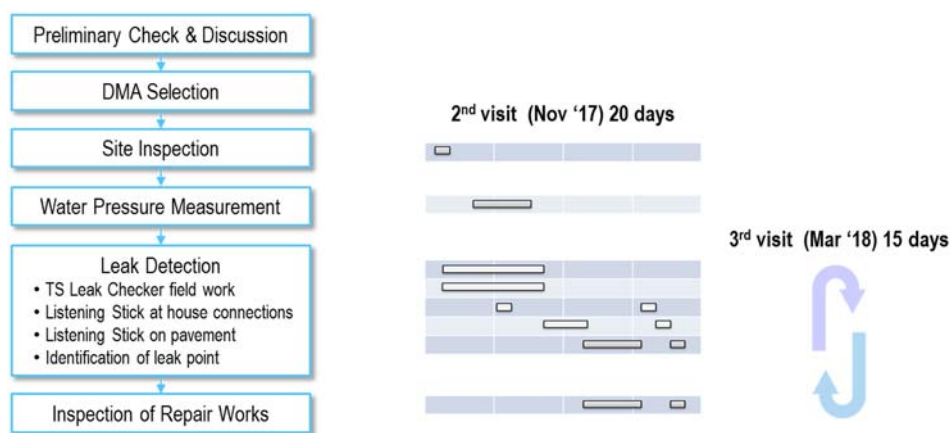 Preliminary Check & Discussion
DMA Selection
Site Inspection
Water Pressure Measurement
Leak Detection
• TS Leak Checker field work
• Listening Stick at house connections
• Listening Stick on pavement
• Identification of leak point
Inspection of Repair Works
2nd visit (Nov ‘17) 20 days
3rd visit (Mar ‘18) 15 days